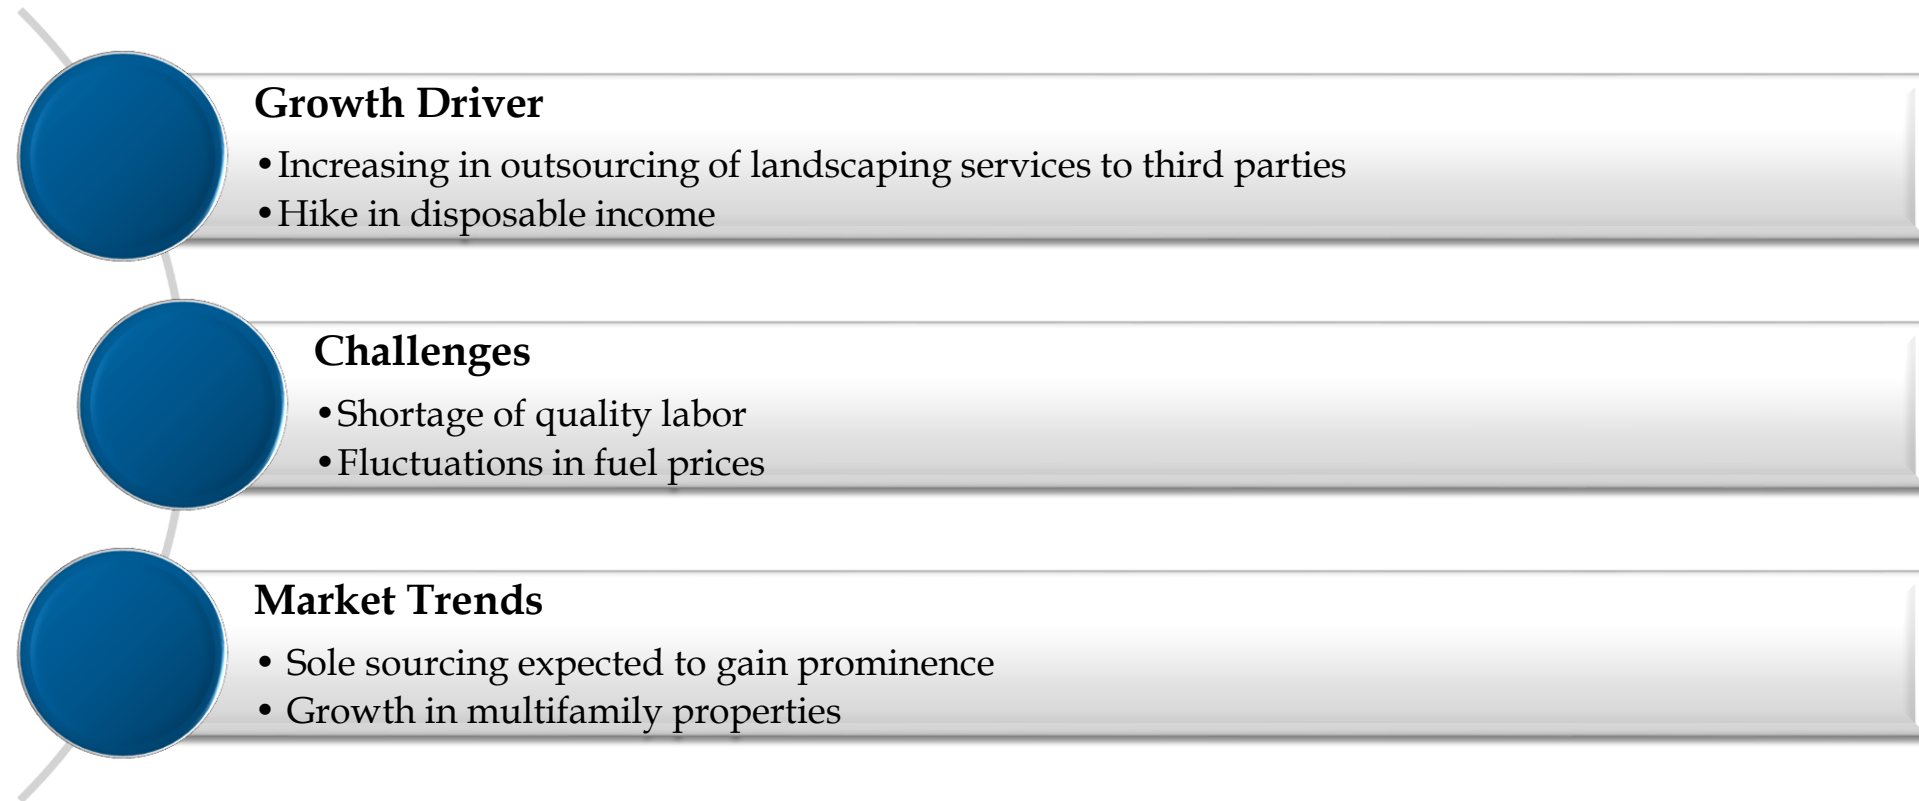 Growth Driver
•Increasing in outsourcing of landscaping services to third parties
•Hike in disposable income
Challenges
•Shortage of quality labor
•Fluctuations in fuel prices
Market Trends
• Sole sourcing expected to gain prominence
• Growth in multifamily properties